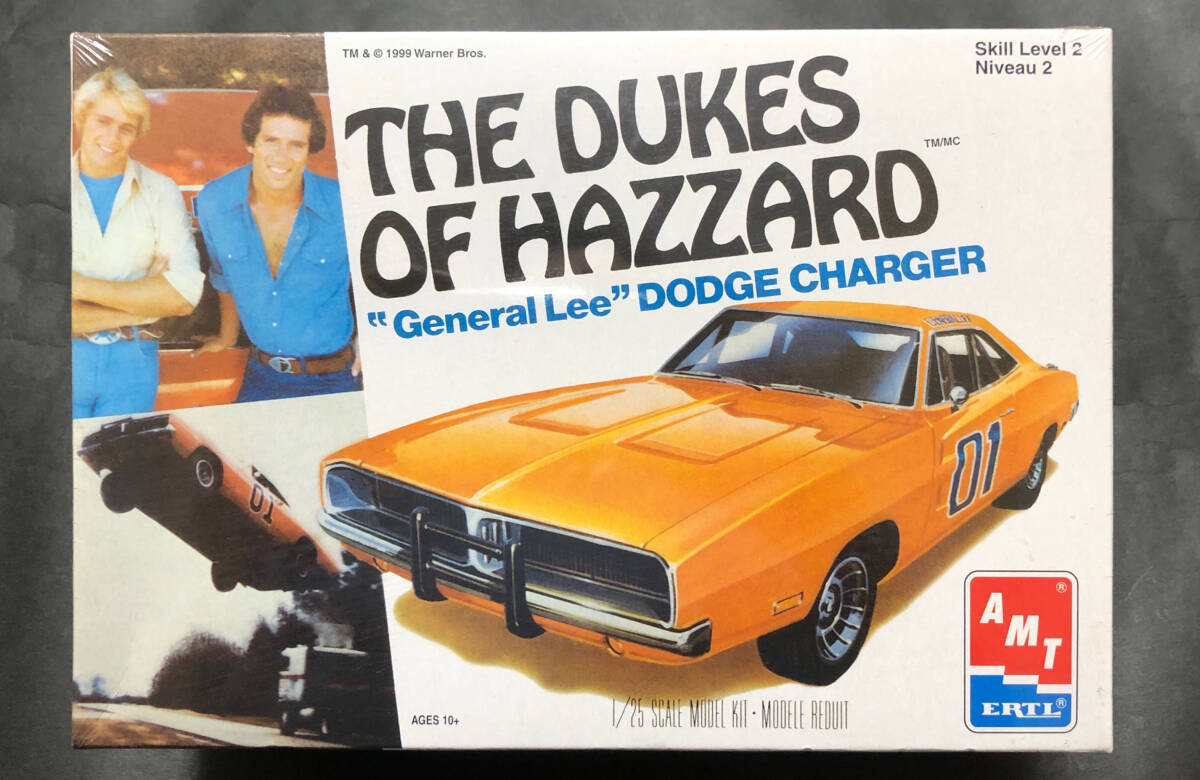 TM & © 1999 Warner Bros.
Skill Level 2
Niveau 2
THE DUKES
OF HAZZARD
TM/MC
"General Lee" DODGE CHARGER
01
01
AMT®
ERTL®
AGES 10+
1/25 SCALE MODEL KIT · MODELE REDUIT